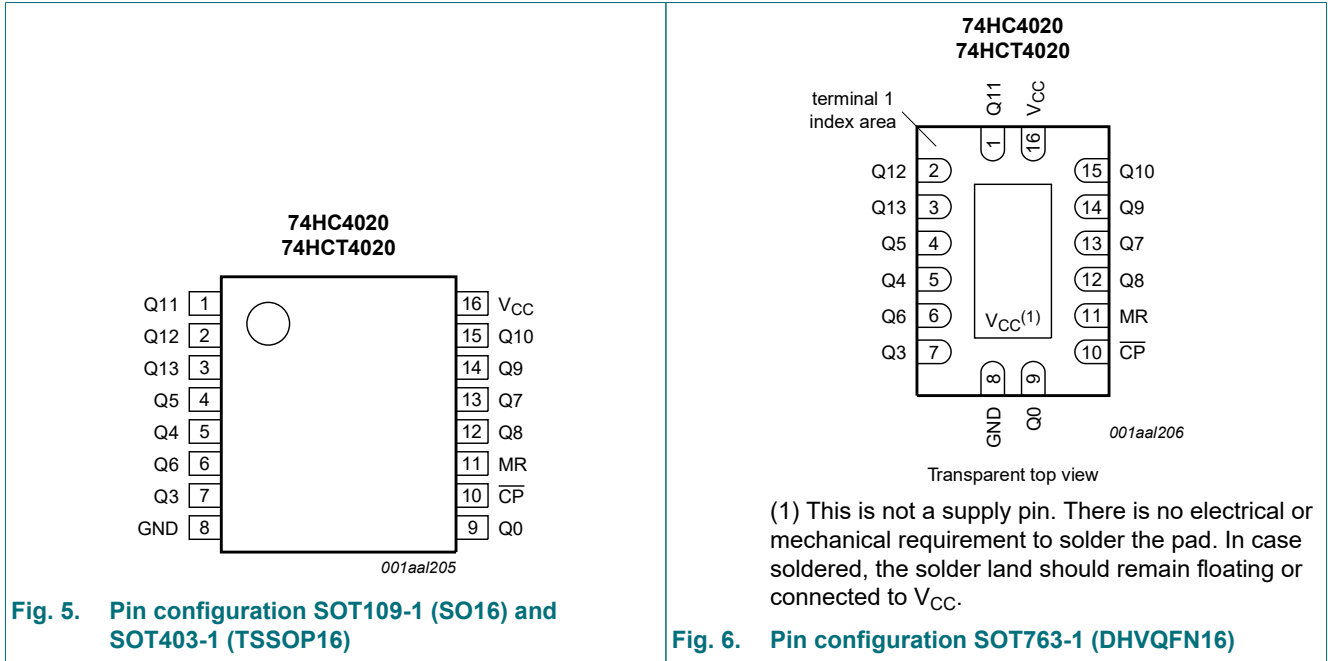 74HC4020
74HCT4020
Q11 1
Q12 2
Q13 3
Q5 4
Q4 5
Q6 6
Q3 7
GND 8
16 VCC
15 Q10
14 Q9
13 Q7
12 Q8
11 MR
10 CP
9 Q0
001aal205
Fig. 5. Pin configuration SOT109-1 (SO16) and
SOT403-1 (TSSOP16)
74HC4020
74HCT4020
terminal 1
index area
Q11
VCC
1
16
Q12 2
Q13 3
Q5 4
Q4 5
Q6 6
Q3 7
15 Q10
14 Q9
13 Q7
12 Q8
11 MR
10 CP
VCC(1)
8
9
GND
Q0
001aal206
Transparent top view
(1) This is not a supply pin. There is no electrical or
mechanical requirement to solder the pad. In case
soldered, the solder land should remain floating or
connected to VCC.
Fig. 6. Pin configuration SOT763-1 (DHVQFN16)